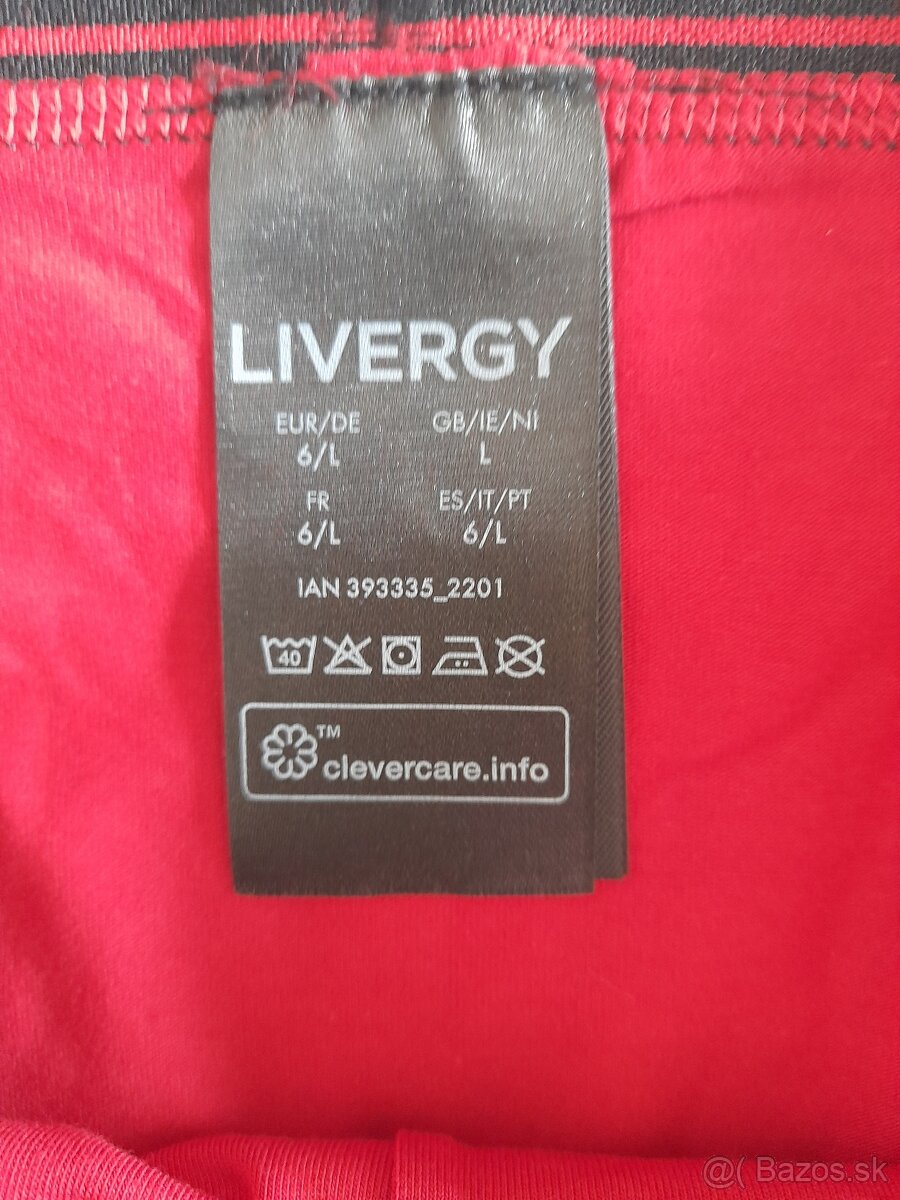 LIVERGY
EUR/DE GB/IE/NI
6/L L
FR ES/IT/PT
6/L 6/L
IAN 393335_2201
40
™
clevercare.info
@( Bazos.sk